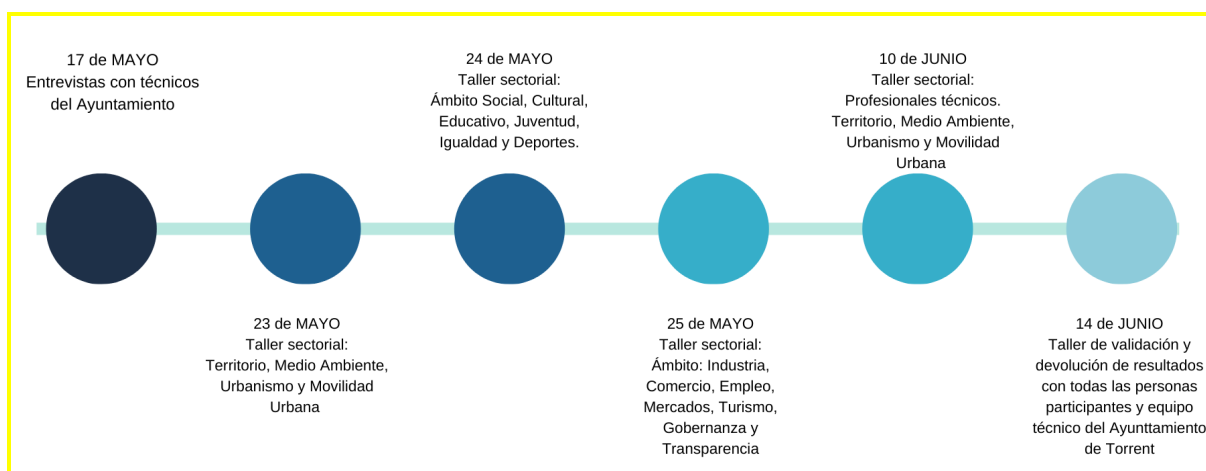 17 de MAYO
Entrevistas con técnicos
del Ayuntamiento
23 de MAYO
Taller sectorial:
Territorio, Medio Ambiente,
Urbanismo y Movilidad
Urbana
24 de MAYO
Taller sectorial:
Ámbito Social, Cultural,
Educativo, Juventud,
Igualdad y Deportes.
25 de MAYO
Taller sectorial:
Ámbito: Industria,
Comercio, Empleo,
Mercados, Turismo,
Gobernanza y
Transparencia
10 de JUNIO
Taller sectorial:
Profesionales técnicos.
Territorio, Medio Ambiente,
Urbanismo y Movilidad
Urbana
14 de JUNIO
Taller de validación y
devolución de resultados
con todas las personas
participantes y equipo
técnico del Ayunttamiento
de Torrent